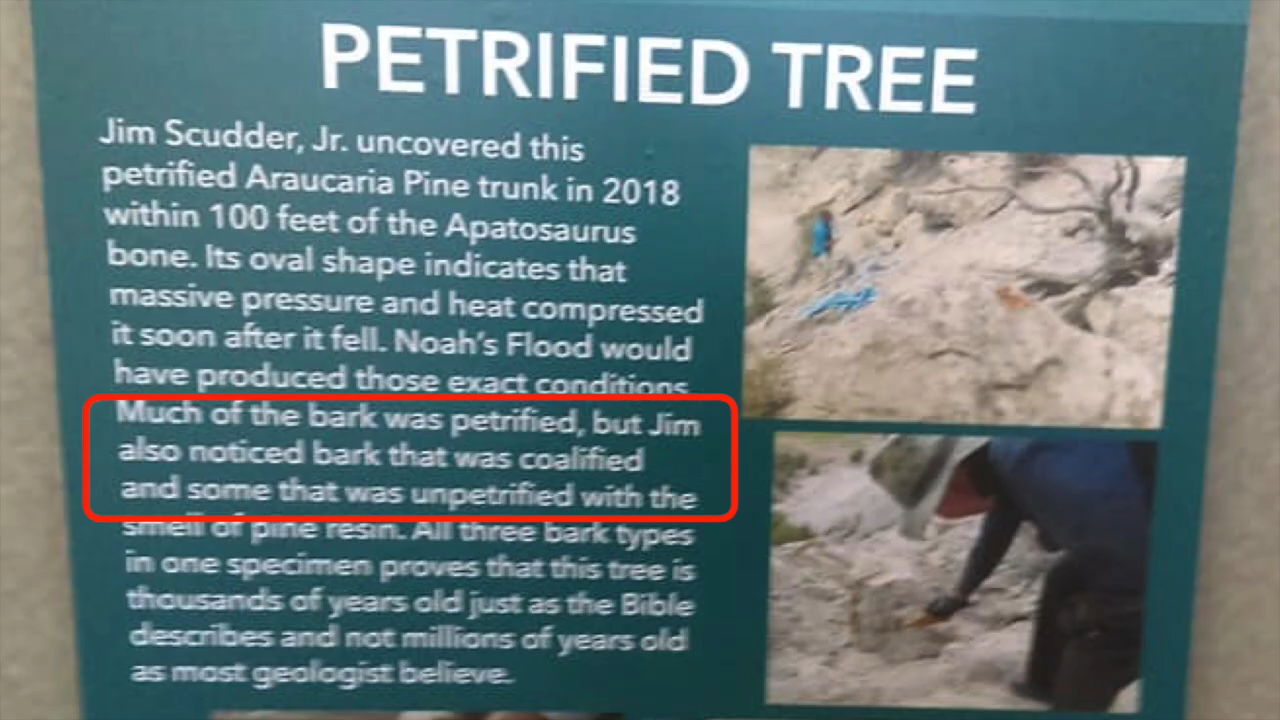 PETRIFIED TREE
Jim Scudder, Jr. uncovered this
petrified Araucaria Pine trunk in 2018
within 100 feet of the Apatosaurus
bone. Its oval shape indicates that
massive pressure and heat compressed
it soon after it fell. Noah's Flood would
have produced those exact conditions.
Much of the bark was petrified, but Jim
also noticed bark that was coalified
and some that was unpetrified with the
smell of pine resin. All three bark types
in one specimen proves that this tree is
thousands of years old just as the Bible
describes and not millions of years old
as most geologist believe.